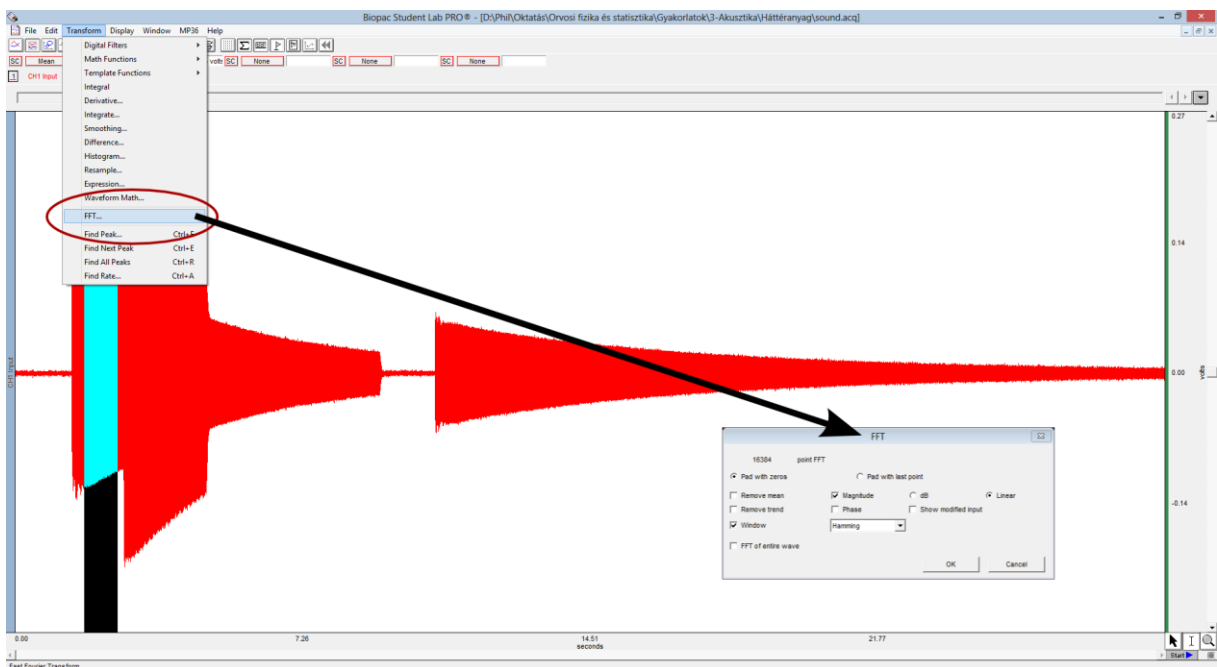 Biopac Student Lab PRO® - [D:\Phil\Oktatás\Orvosi fizika és statisztika\Gyakorlatok\3-Akusztika\Háttéranyag\sound.acq]
File Edit Transform Display Window MP36 Help
SC Mean volts SC None SC None SC None
1 CH1 Input
Digital Filters
Math Functions
Template Functions
Integral
Derivative...
Integrate...
Smoothing...
Difference...
Histogram...
Resample...
Expression...
Waveform Math...
FFT...
Find Peak... Ctrl+F
Find Next Peak Ctrl+E
Find All Peaks Ctrl+R
Find Rate... Ctrl+A
0.27
0.14
0.00
-0.14
volts
CH1 Input
FFT
16384 point FFT
Pad with zeros Pad with last point
Remove mean Magnitude dB Linear
Remove trend Phase Show modified input
Window Hamming
FFT of entire wave
OK Cancel
0.00 7.26 14.51 21.77
seconds
Start
Fast Fourier Transform